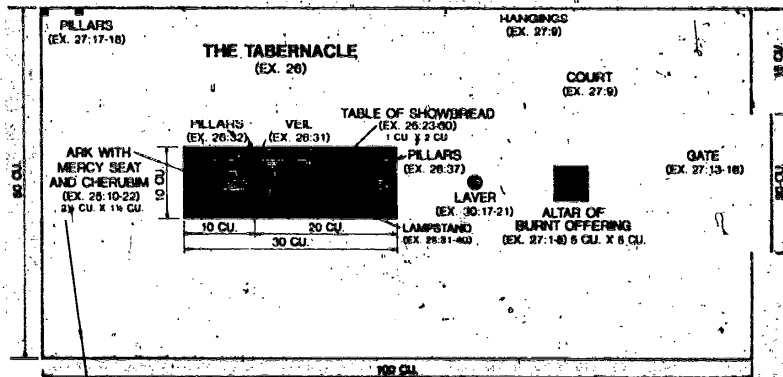 PILLARS
(EX. 27:17-18)
HANGINGS
(EX. 27:9)
THE TABERNACLE
(EX. 26)
COURT
(EX. 27:9)
15 CU.
TABLE OF SHOWBREAD
(EX. 25:23-30)
1 CU X 2 CU
PILLARS
(EX. 26:32)
VEIL
(EX. 26:31)
ARK WITH
MERCY SEAT
AND CHERUBIM
(EX. 25:10-22)
2½ CU. X 1½ CU.
50 CU.
10 CU.
PILLARS
(EX. 26:37)
LAVER
(EX. 30:17-21)
GATE
(EX. 27:13-16)
20 CU.
ALTAR OF
BURNT OFFERING
(EX. 27:1-8) 5 CU. X 5 CU.
LAMPSTAND
(EX. 25:31-40)
10 CU.
20 CU.
30 CU.
100 CU.